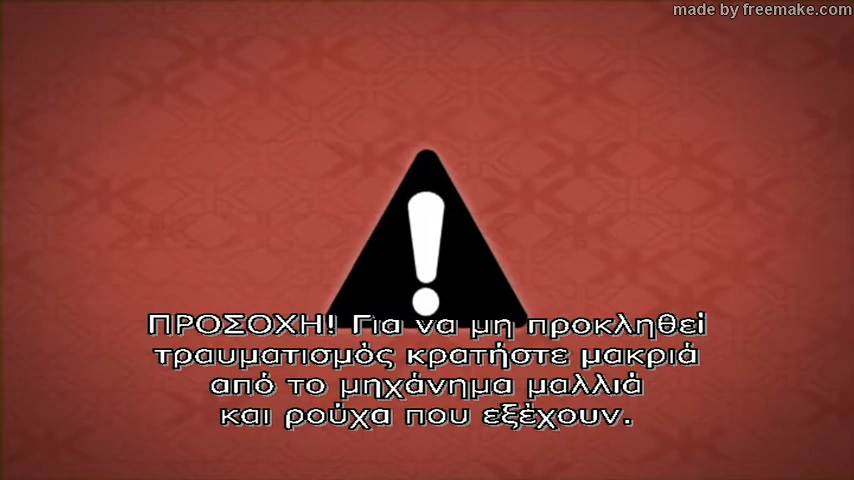 made by freemake.com
ΠΡΟΣΟΧΗ! Για να μη προκληθεί
τραυματισμός κρατήστε μακριά
από το μηχάνημα μαλλιά
και ρούχα που εξέχουν.